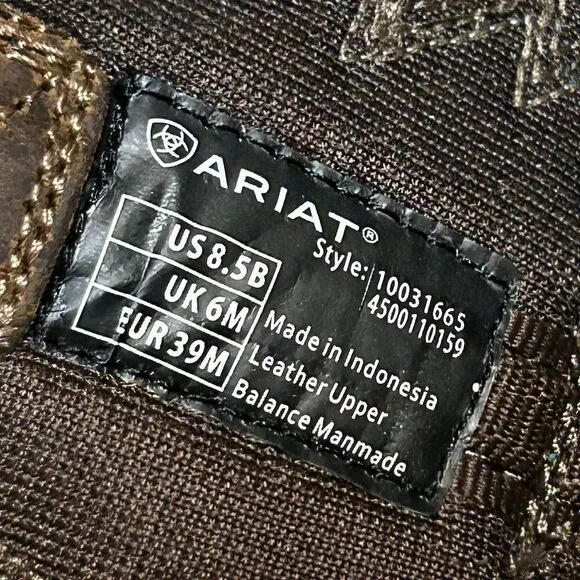 ARIAT®
US 8.5B
UK 6M
EUR 39M
Style: 10031665
4500110159
Made in Indonesia
Leather Upper
Balance Manmade